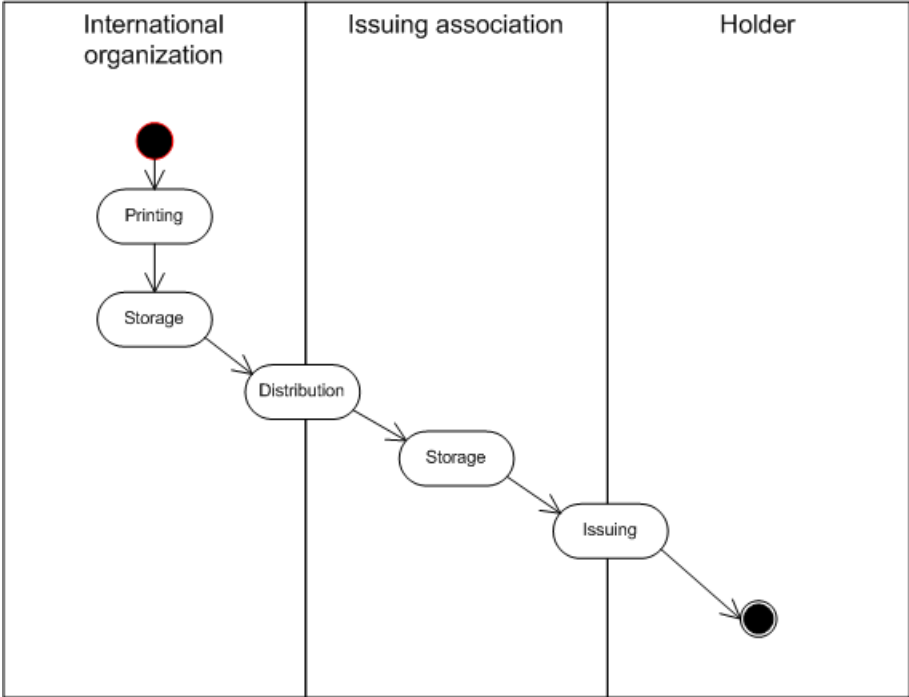 International
organization
Issuing association
Holder
Printing
Storage
Distribution
Storage
Issuing